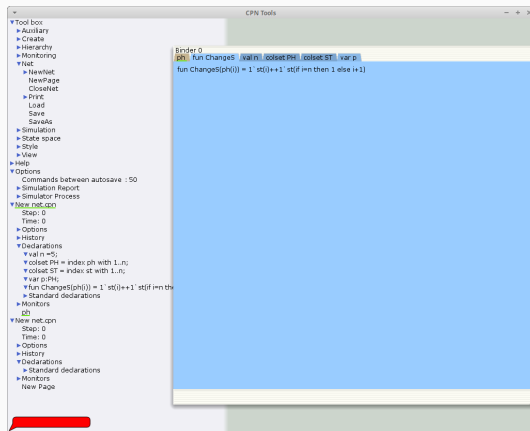 CPN Tools
Tool box
Auxiliary
Create
Hierarchy
Monitoring
Net
NewNet
NewPage
CloseNet
Print
Load
Save
SaveAs
Simulation
State space
Style
View
Help
Options
Commands between autosave : 50
Simulation Report
Simulator Process
New net.cpn
Step: 0
Time: 0
Options
History
Declarations
val n =5;
colset PH = index ph with 1..n;
colset ST = index st with 1..n;
var p:PH;
fun ChangeS(ph(i)) = 1`st(i)++1`st(if i=n th
Standard declarations
Monitors
ph
New net.cpn
Step: 0
Time: 0
Options
History
Declarations
Standard declarations
Monitors
New Page
Binder 0
ph fun ChangeS val n colset PH colset ST var p
fun ChangeS(ph(i)) = 1`st(i)++1`st(if i=n then 1 else i+1)